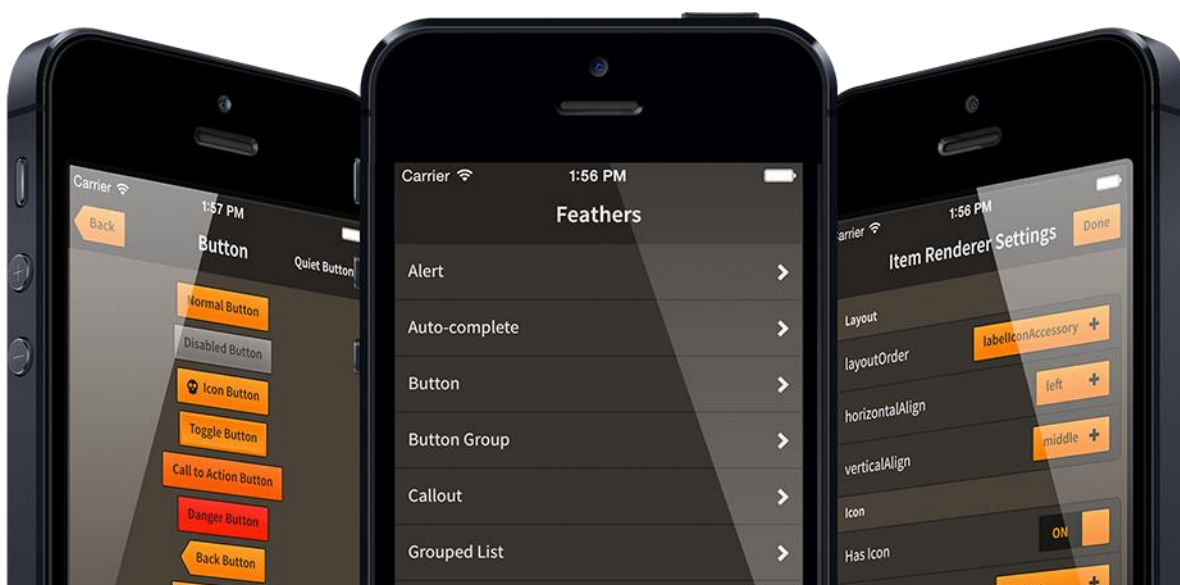 Carrier
1:57 PM
Back
Button
Quiet Button
Normal Button
Disabled Button
Icon Button
Toggle Button
Call to Action Button
Danger Button
Back Button
Carrier
1:56 PM
Feathers
Alert
Auto-complete
Button
Button Group
Callout
Grouped List
arrier
1:56 PM
Item Renderer Settings
Done
Layout
layoutOrder
labelIconAccessory
horizontalAlign
left
verticalAlign
middle
Icon
Has Icon
ON